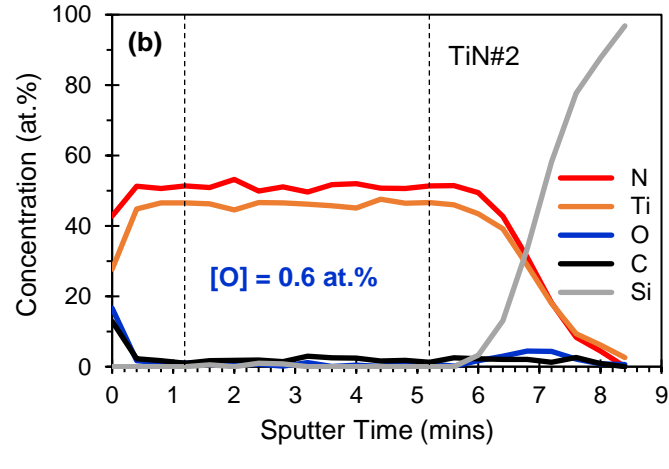 (b)
TiN#2
Concentration (at.%)
100
80
60
40
20
0
[O] = 0.6 at.%
N
Ti
O
C
Si
0 1 2 3 4 5 6 7 8 9
Sputter Time (mins)